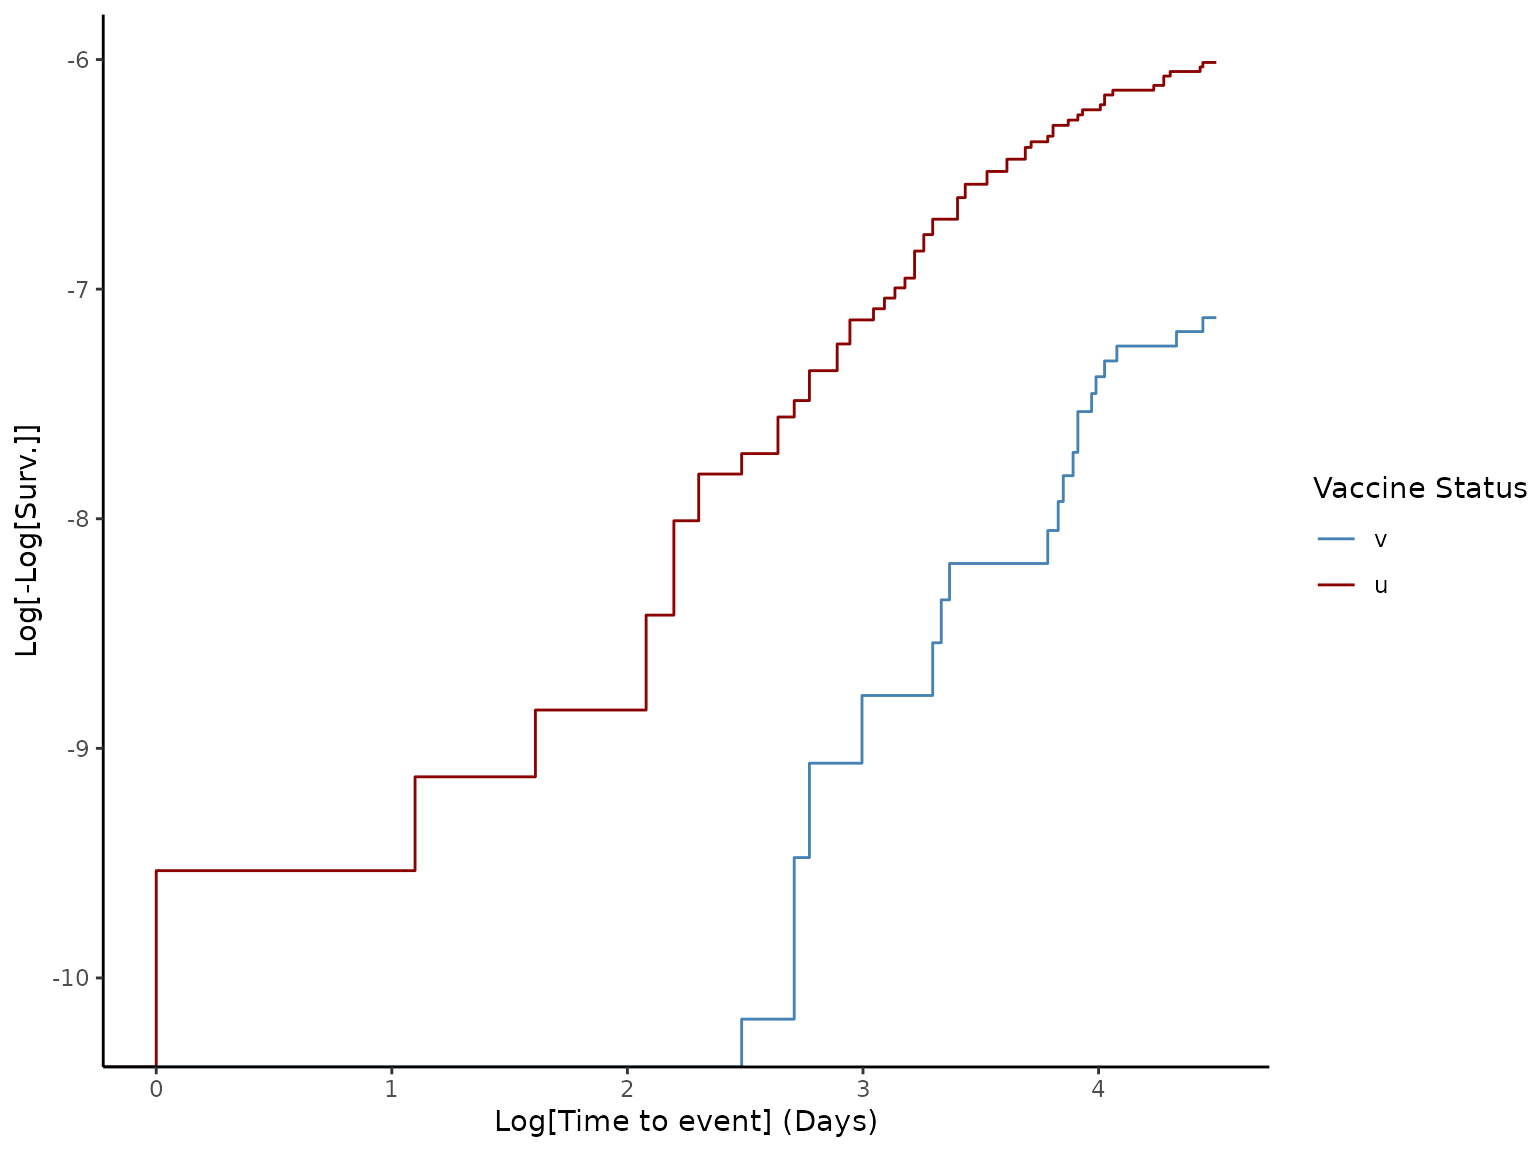 -6
-7
-8
-9
-10
Log[-Log[Surv.]]
0 1 2 3 4
Log[Time to event] (Days)
Vaccine Status
v
u